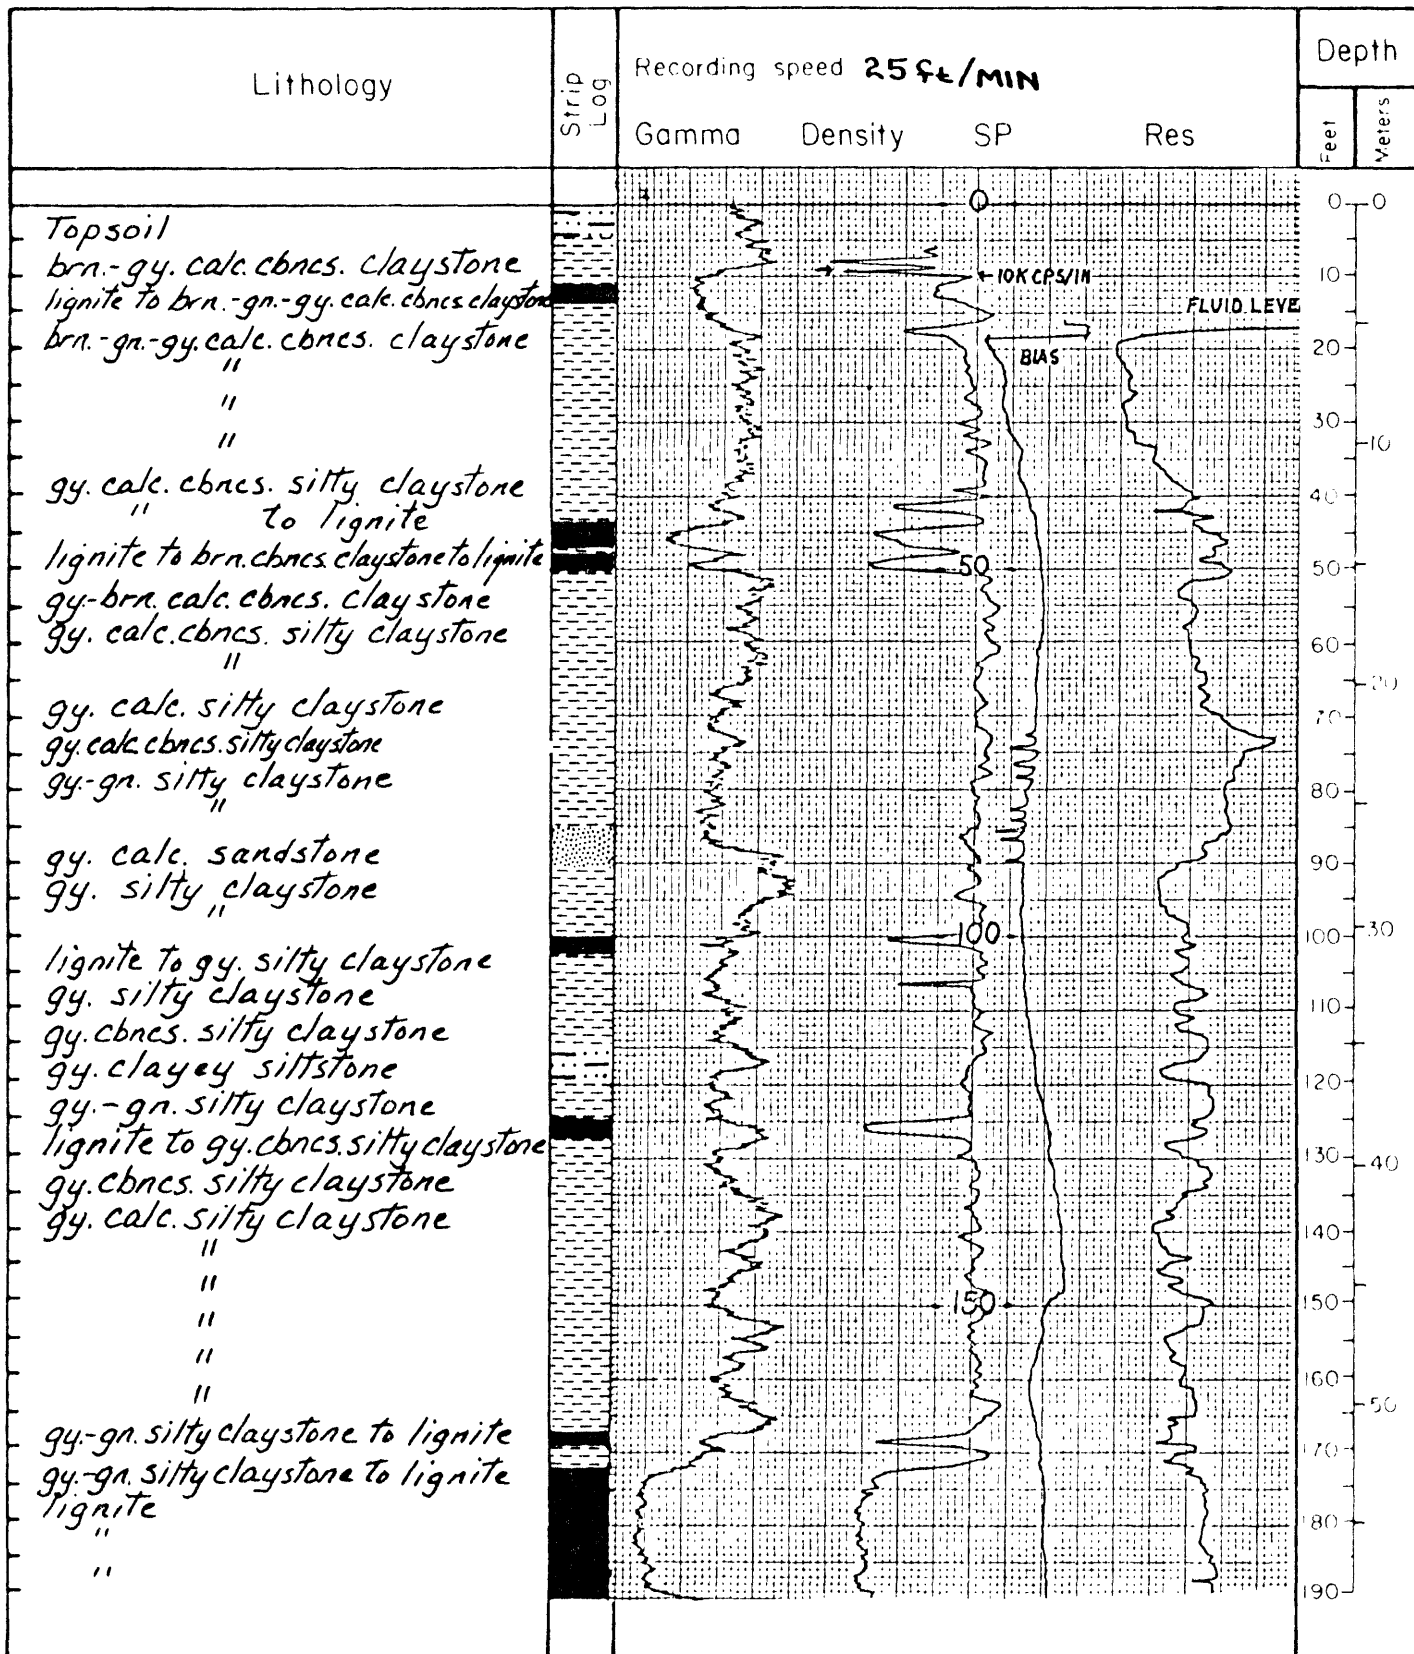 Lithology
Strip Log
Recording speed 25 ft/MIN
Gamma Density SP Res
Depth
Feet
Meters
0
0 0
Topsoil
brn.-gy. calc. cbncs. claystone
10K CPS/IN
10
lignite to brn.-gn.-gy. calc. cbncs. claystone
FLUID LEVE
brn.-gn.-gy. calc. cbncs. claystone
BIAS
20
"
"
30
"
10
gy. calc. cbncs. silty claystone
40
" to lignite
lignite to brn. cbncs. claystone to lignite
50
50
gy.-brn. calc. cbncs. claystone
gy. calc. cbncs. silty claystone
60
"
20
gy. calc. silty claystone
70
gy. calc. cbncs. silty claystone
gy.-gn. silty claystone
80
"
gy. calc. sandstone
90
gy. silty claystone
"
100
100
30
lignite to gy. silty claystone
gy. silty claystone
110
gy. cbncs. silty claystone
gy. clayey siltstone
120
gy.-gn. silty claystone
lignite to gy. cbncs. silty claystone
130
40
gy. cbncs. silty claystone
gy. calc. silty claystone
140
"
"
150
150
"
"
160
"
50
gy.-gn. silty claystone to lignite
170
gy.-gn. silty claystone to lignite
lignite
180
"
"
190